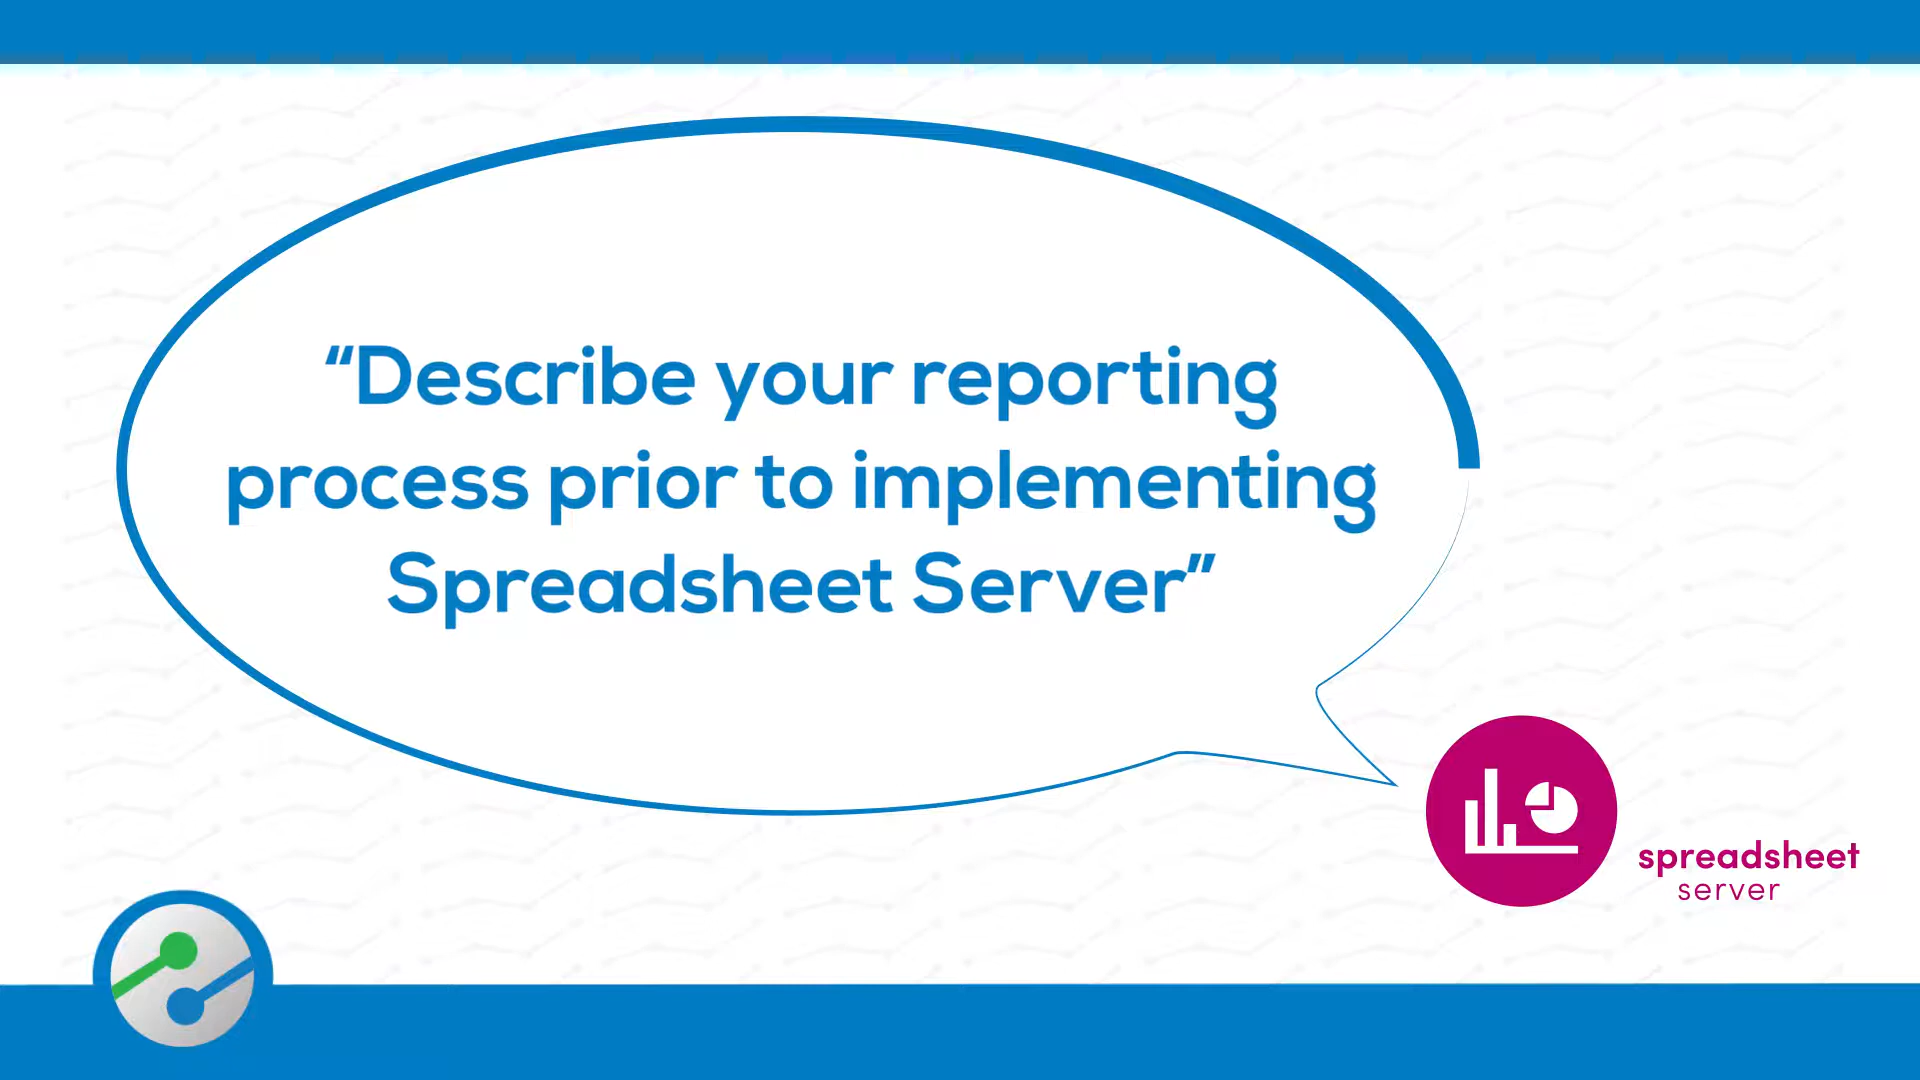 “Describe your reporting
process prior to implementing
Spreadsheet Server”
spreadsheet
server